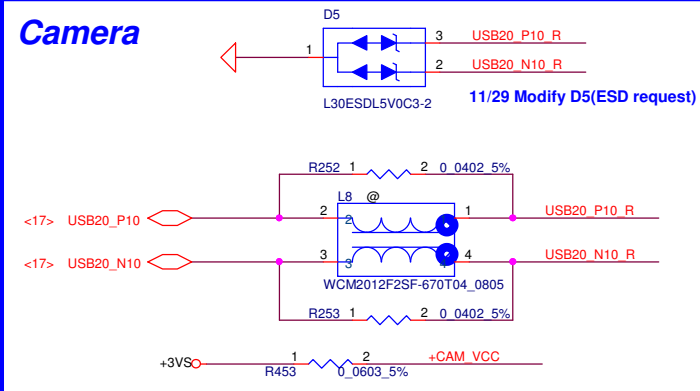 Camera
D5
1
3 USB20_P10_R
2 USB20_N10_R
L30ESDL5V0C3-2
11/29 Modify D5(ESD request)
R252 1 2 0_0402_5%
L8 @
<17> USB20_P10 2 2 1 USB20_P10_R
<17> USB20_N10 3 3 4 USB20_N10_R
WCM2012F2SF-670T04_0805
R253 1 2 0_0402_5%
+3VS 1 2 +CAM_VCC
R453 0_0603_5%